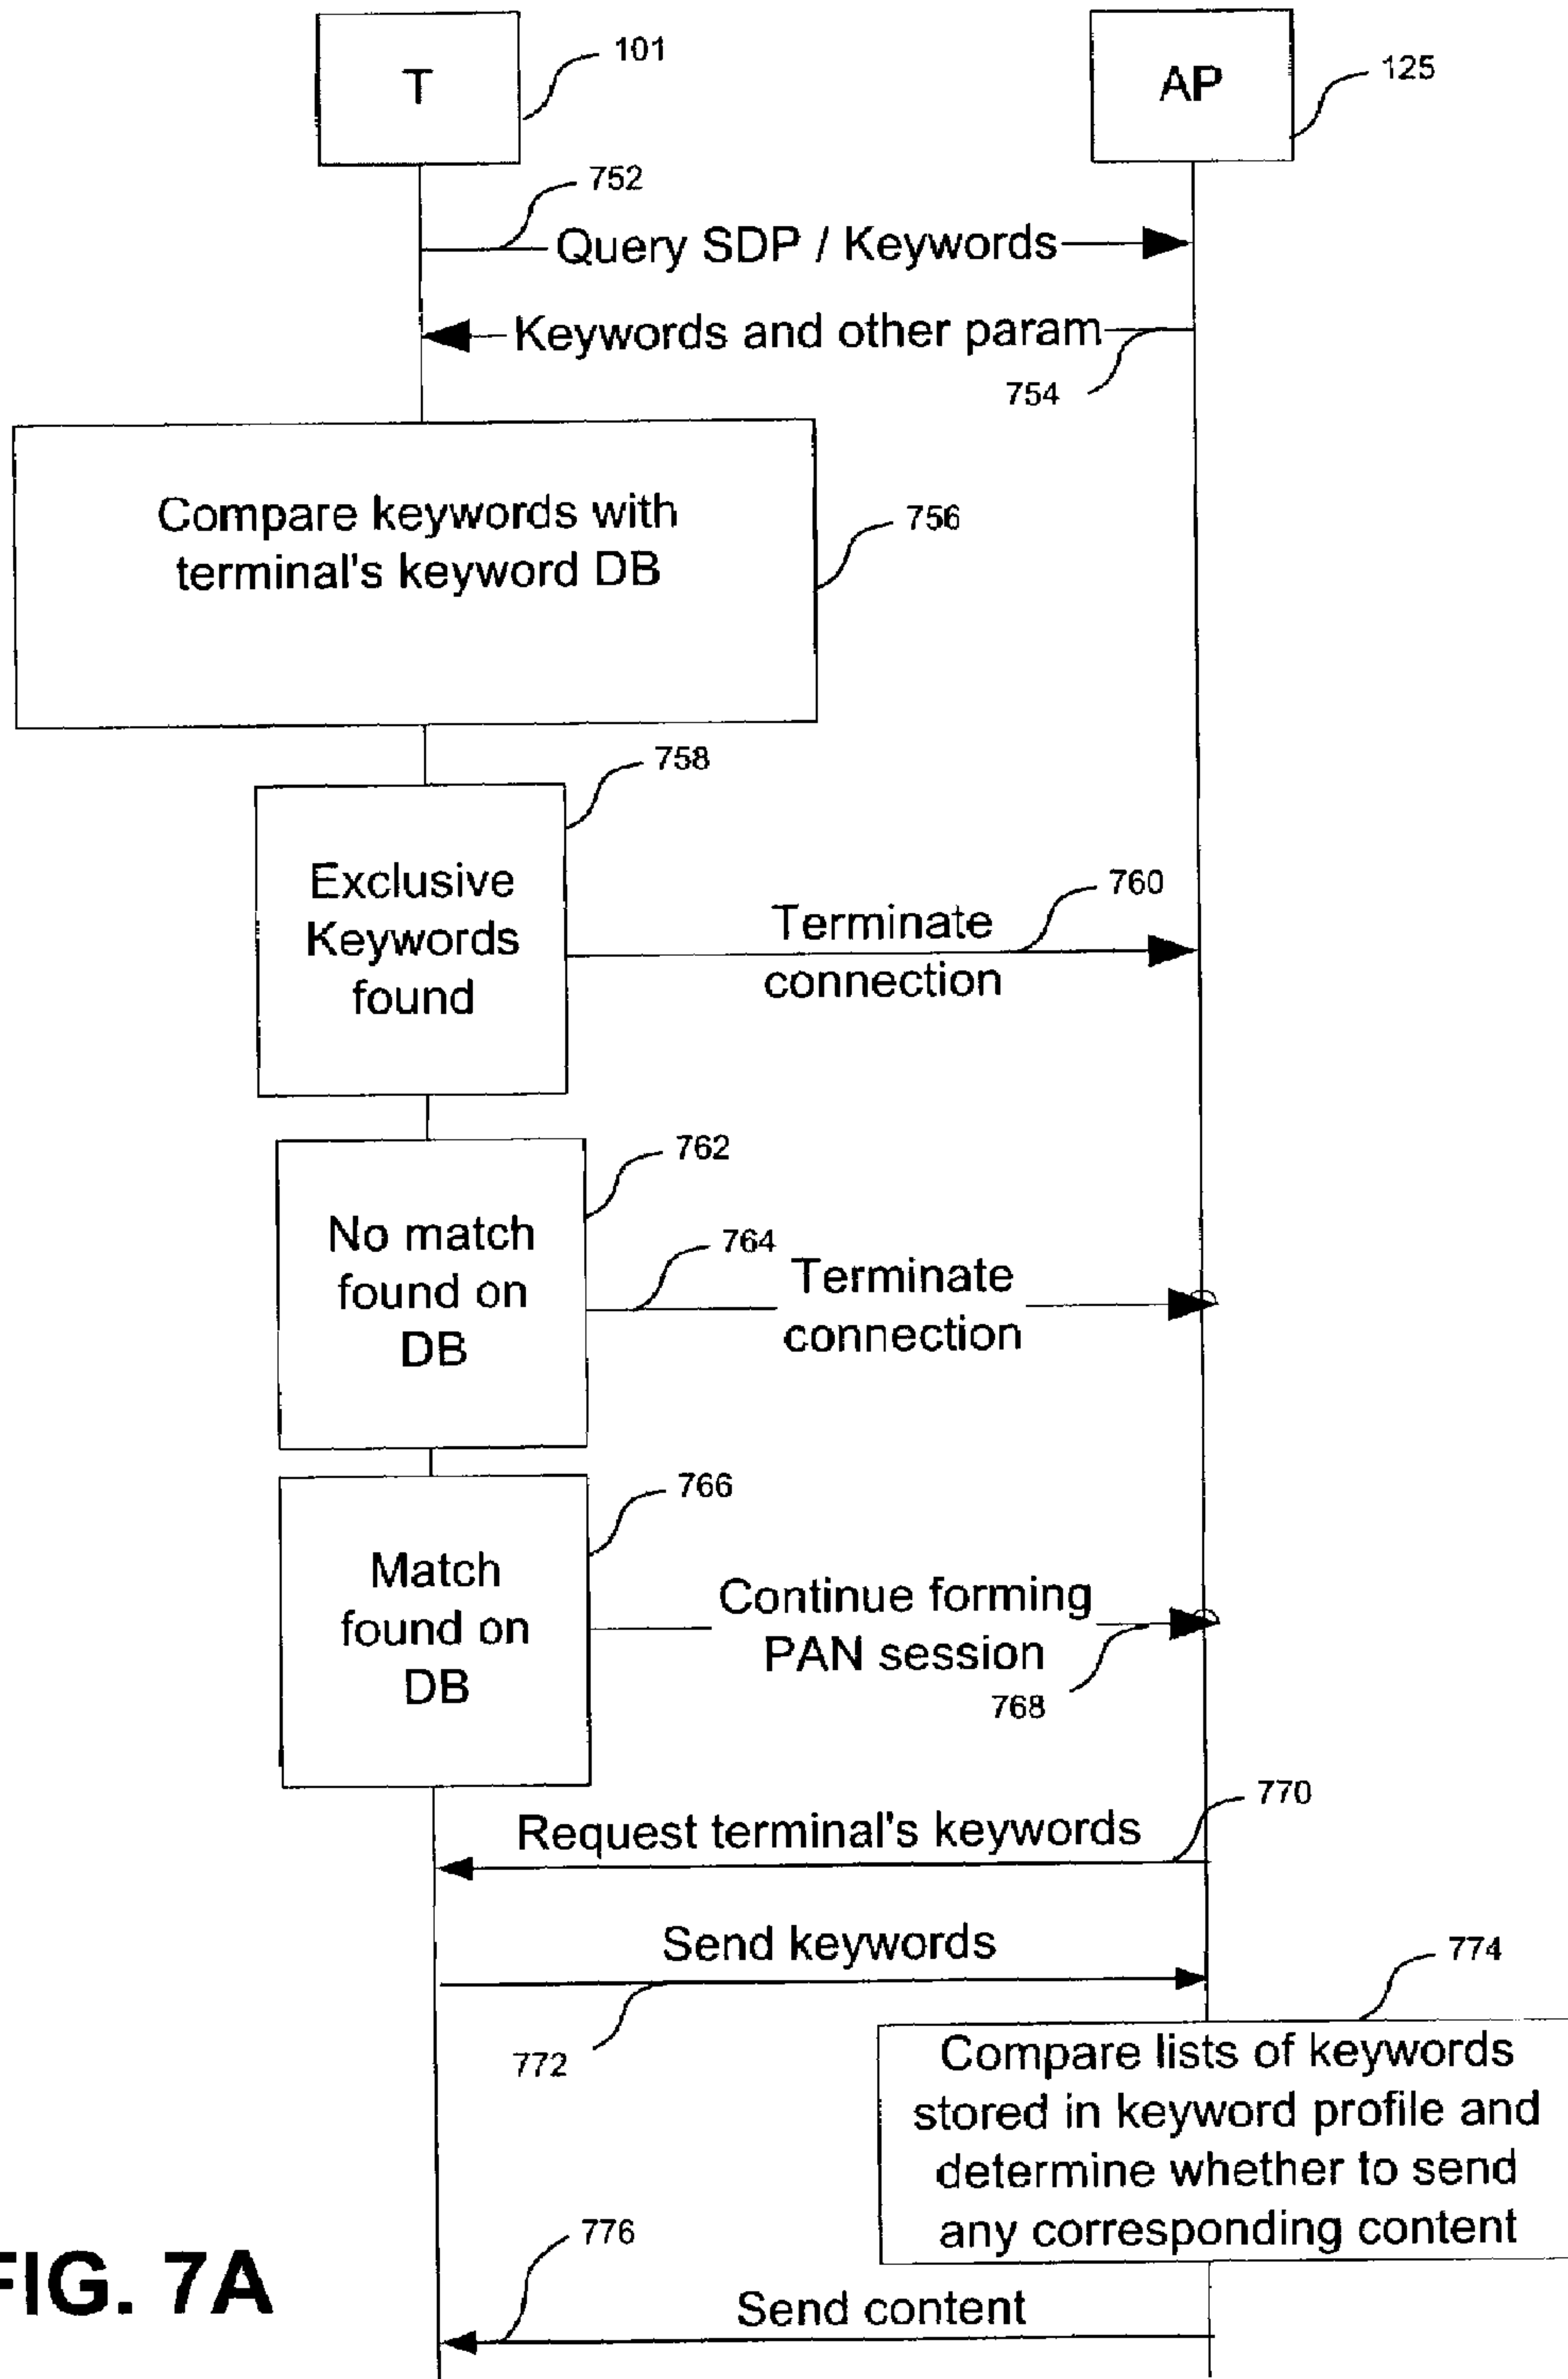 T
101
AP
125
752
Query SDP / Keywords
Keywords and other param
754
Compare keywords with
terminal's keyword DB
756
758
Exclusive
Keywords
found
760
Terminate
connection
762
No match
found on
DB
764
Terminate
connection
766
Match
found on
DB
Continue forming
PAN session
768
770
Request terminal's keywords
Send keywords
772
774
Compare lists of keywords
stored in keyword profile and
determine whether to send
any corresponding content
776
FIG. 7A
Send content